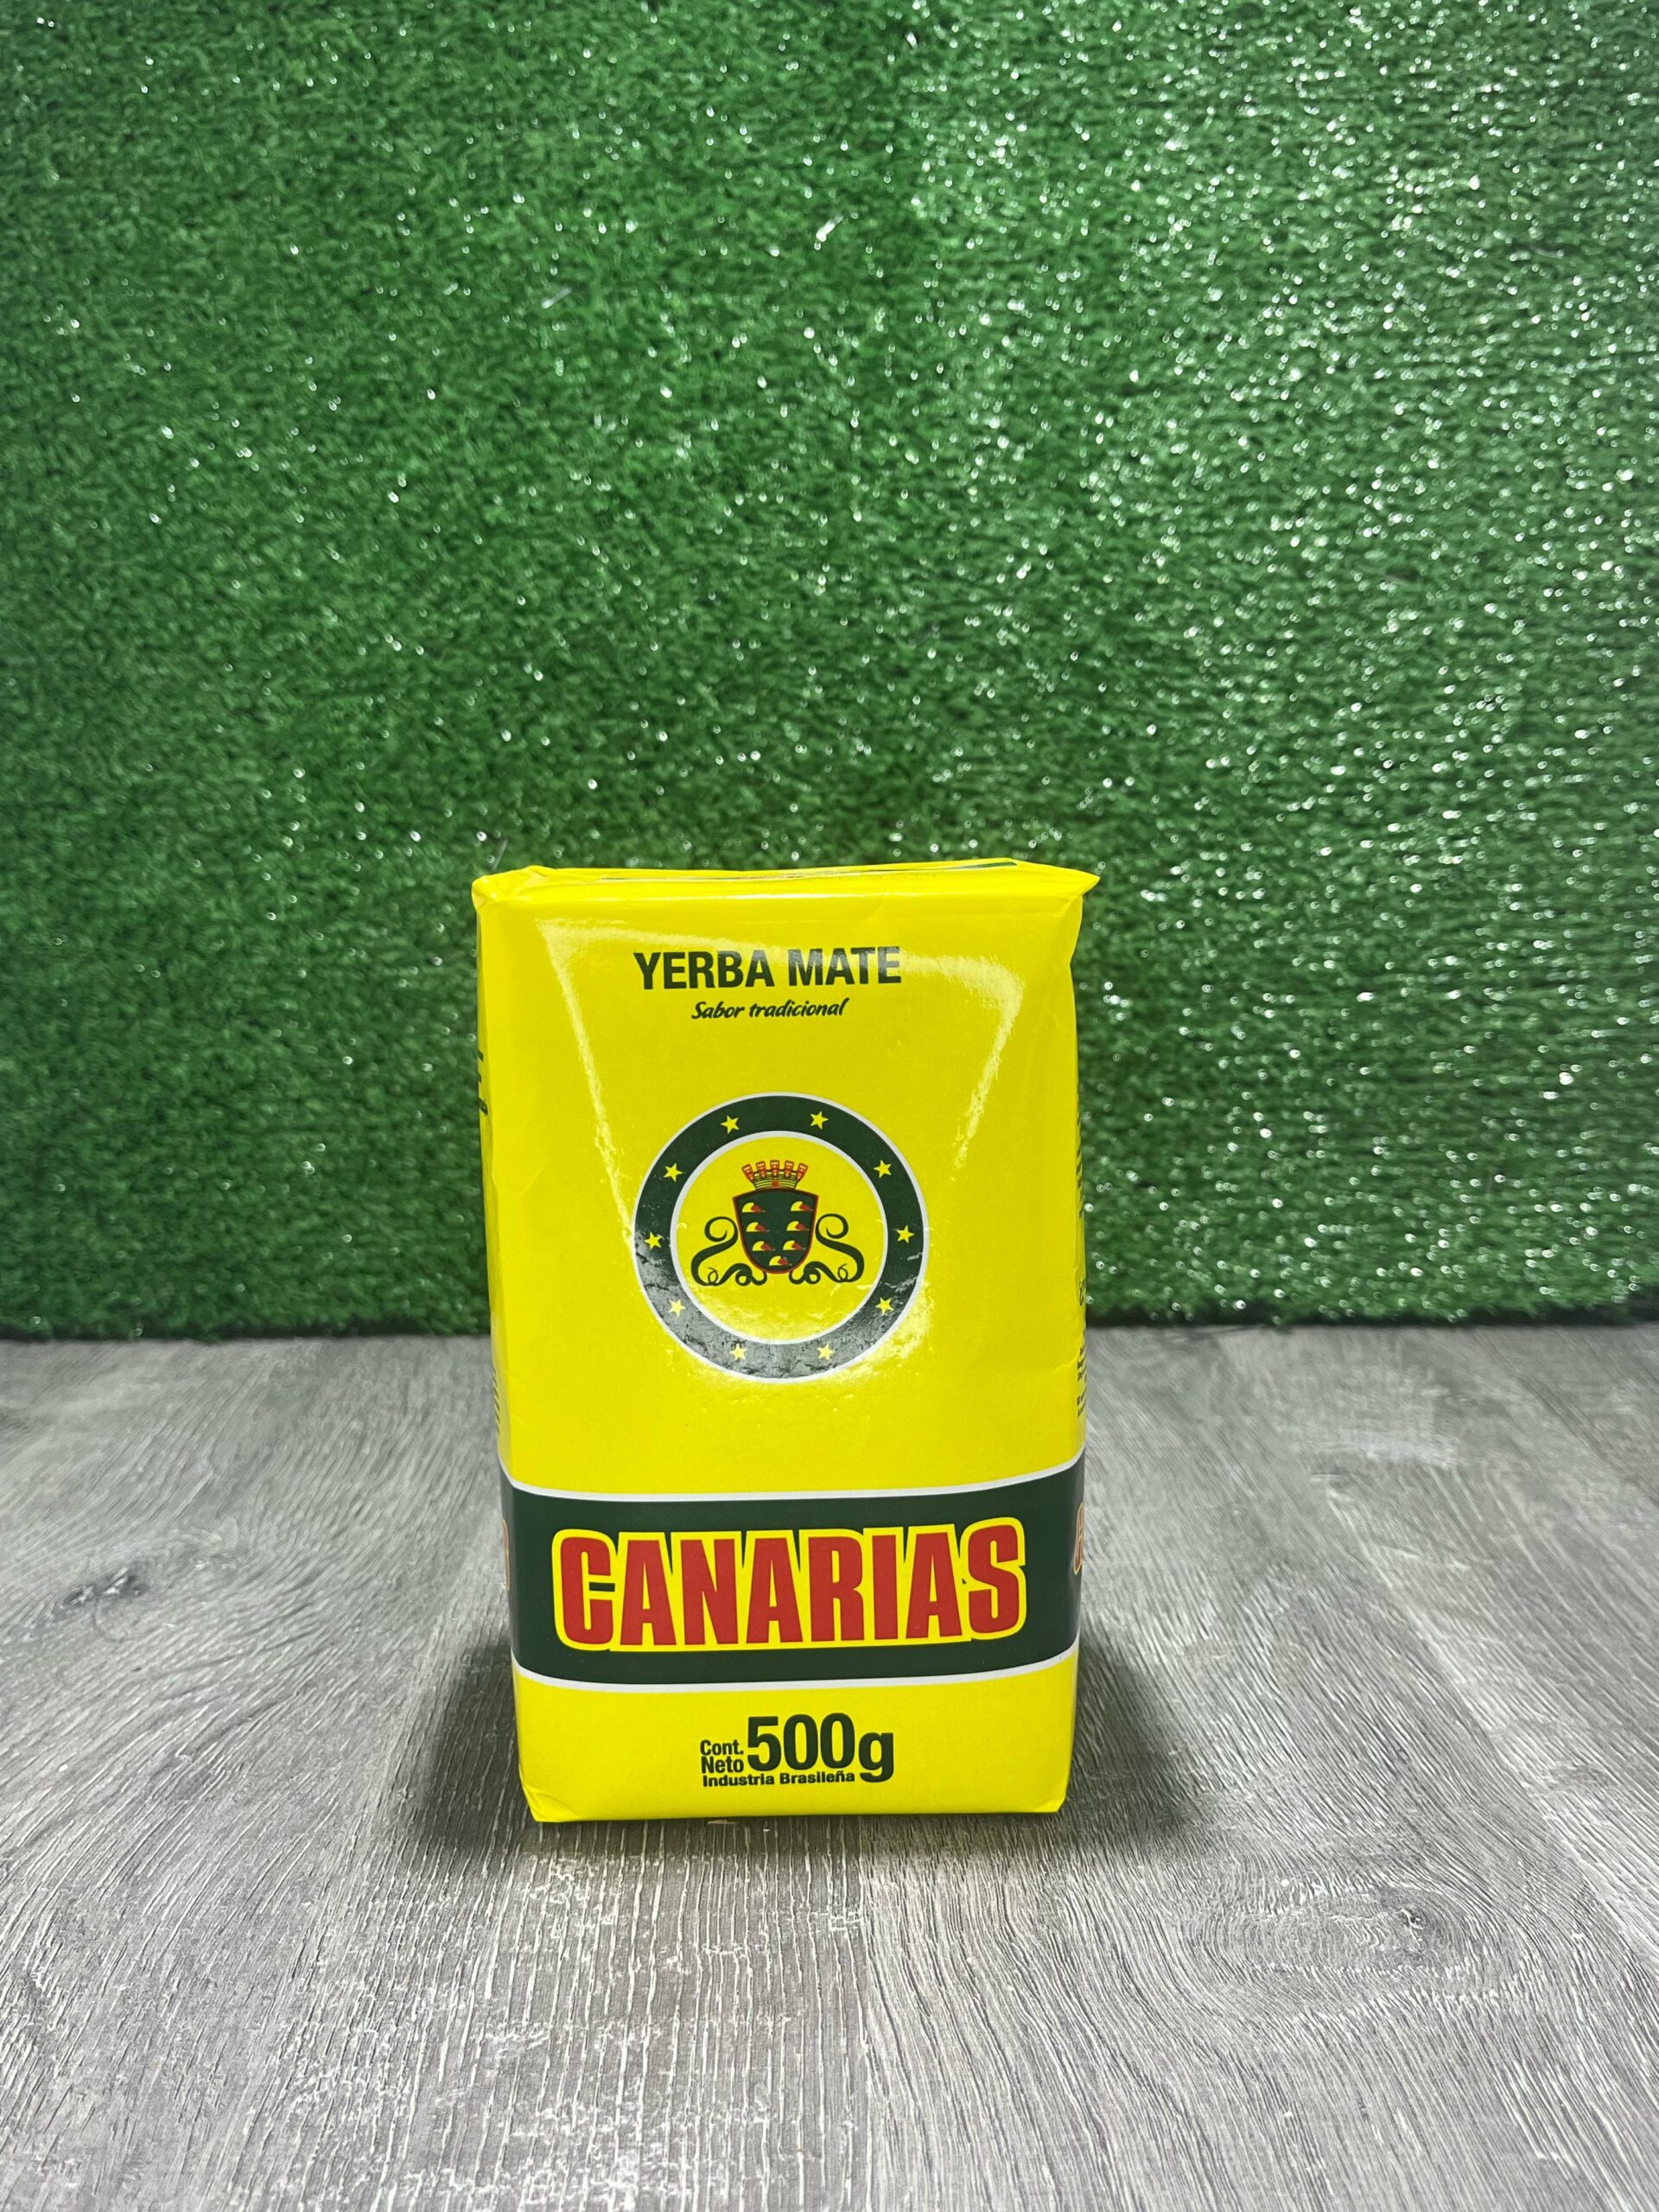 YERBA MATE
Sabor tradicional
CANARIAS
Cont.
Neto 500g
Industria Brasileña